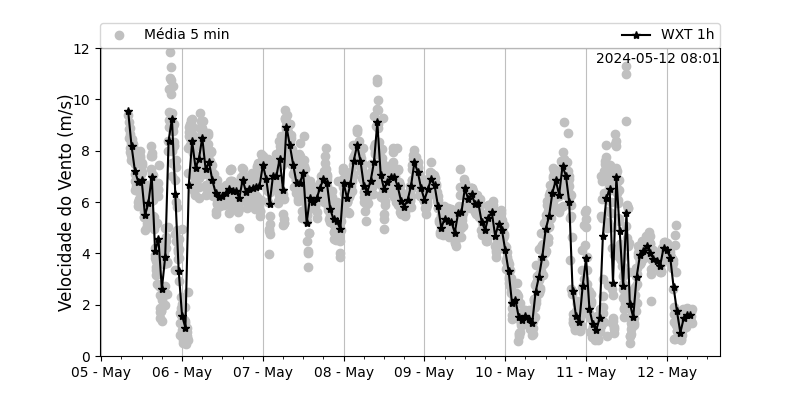 Média 5 min
WXT 1h
2024-05-12 08:01
Velocidade do Vento (m/s)
12
10
8
6
4
2
0
05 - May
06 - May
07 - May
08 - May
09 - May
10 - May
11 - May
12 - May